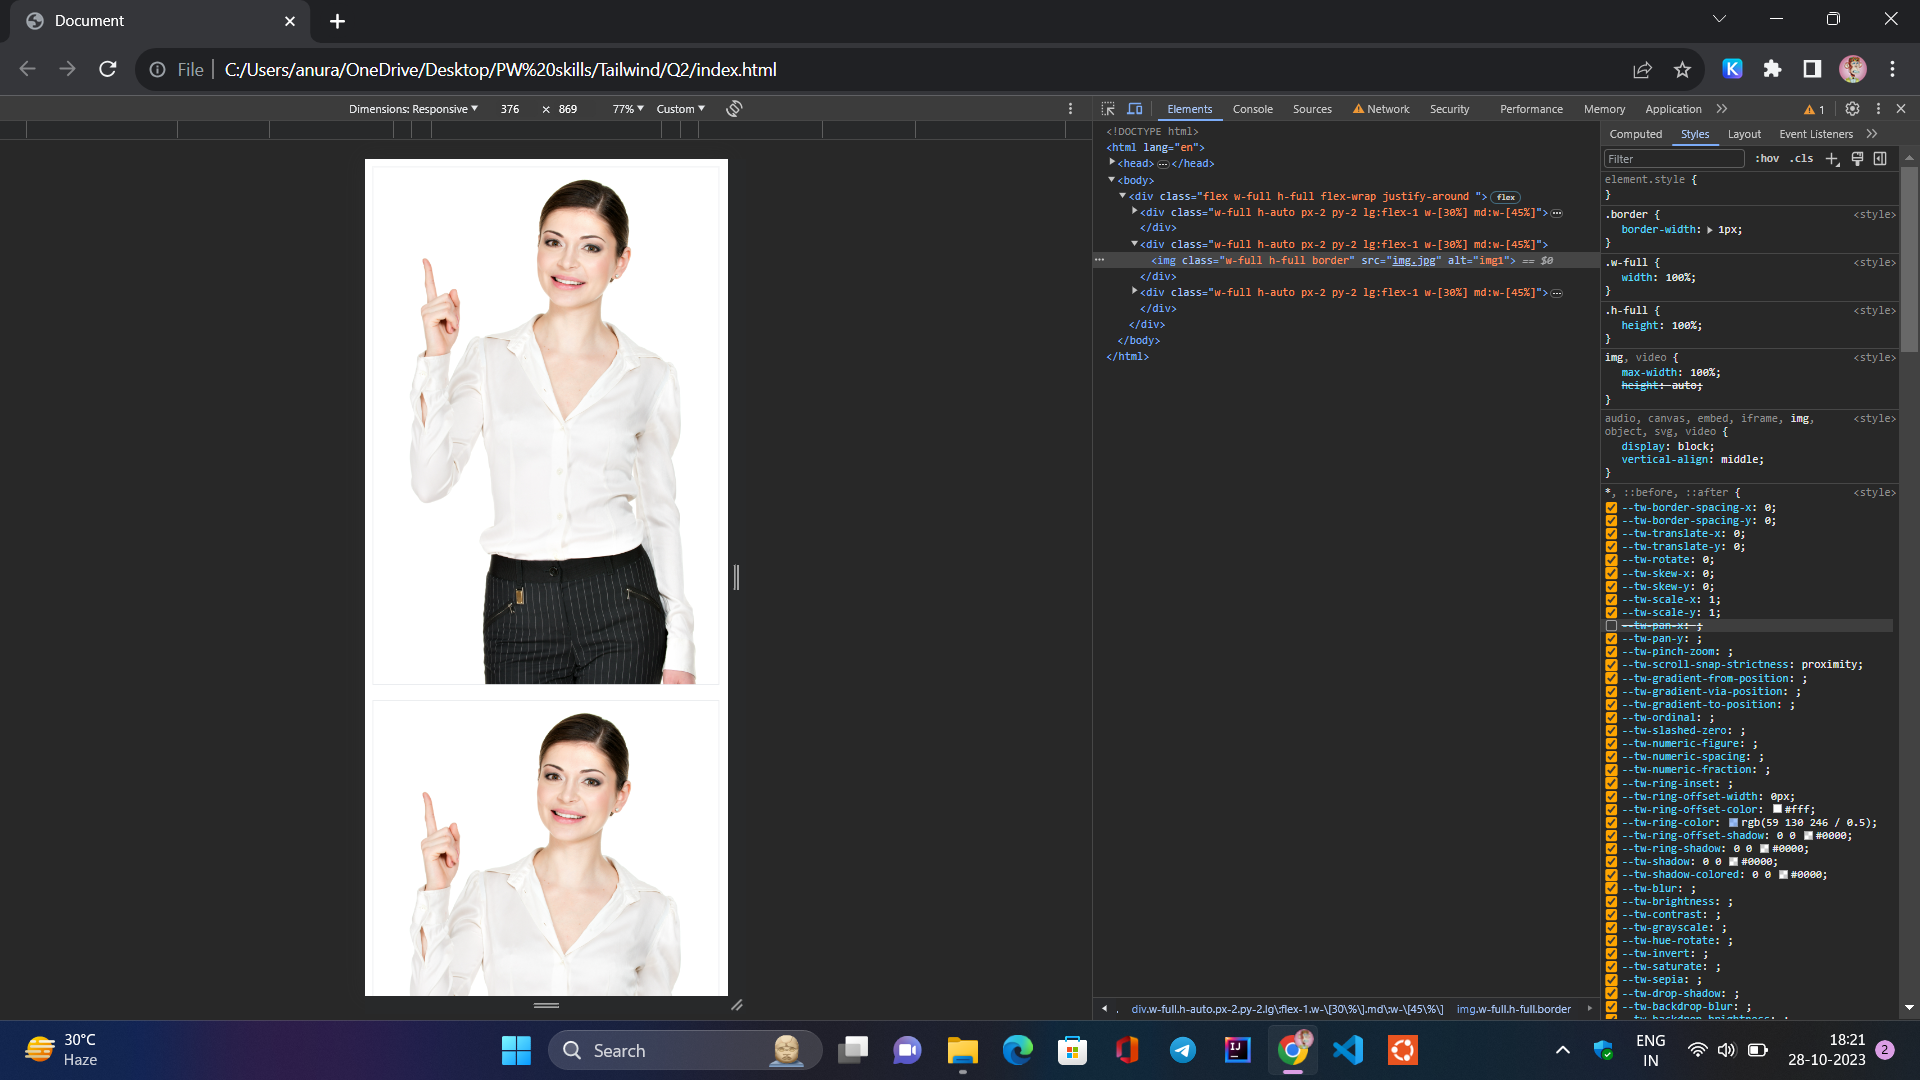 Document
File
C:/Users/anura/OneDrive/Desktop/PW%20skills/Tailwind/Q2/index.html
Dimensions: Responsive 376 × 869 77% Custom
Elements Console Sources Network Security Performance Memory Application 1
<!DOCTYPE html>
<html lang="en">
<head> </head>
<body>
<div class="flex w-full h-full flex-wrap justify-around "> flex
<div class="w-full h-auto px-2 py-2 lg:flex-1 w-[30%] md:w-[45%]">
</div>
<div class="w-full h-auto px-2 py-2 lg:flex-1 w-[30%] md:w-[45%]">
<img class="w-full h-full border" src="img.jpg" alt="img1"> == $0
</div>
<div class="w-full h-auto px-2 py-2 lg:flex-1 w-[30%] md:w-[45%]">
</div>
</div>
</body>
</html>
. div.w-full.h-auto.px-2.py-2.lg\:flex-1.w-\[30\%\].md\:w-\[45\%\] img.w-full.h-full.border
Computed Styles Layout Event Listeners
Filter :hov .cls
element.style {
}
.border { <style>
border-width: 1px;
}
.w-full { <style>
width: 100%;
}
.h-full { <style>
height: 100%;
}
img, video { <style>
max-width: 100%;
height: auto;
}
audio, canvas, embed, iframe, img, <style>
object, svg, video {
display: block;
vertical-align: middle;
}
*, ::before, ::after { <style>
--tw-border-spacing-x: 0;
--tw-border-spacing-y: 0;
--tw-translate-x: 0;
--tw-translate-y: 0;
--tw-rotate: 0;
--tw-skew-x: 0;
--tw-skew-y: 0;
--tw-scale-x: 1;
--tw-scale-y: 1;
--tw-pan-x: ;
--tw-pan-y: ;
--tw-pinch-zoom: ;
--tw-scroll-snap-strictness: proximity;
--tw-gradient-from-position: ;
--tw-gradient-via-position: ;
--tw-gradient-to-position: ;
--tw-ordinal: ;
--tw-slashed-zero: ;
--tw-numeric-figure: ;
--tw-numeric-spacing: ;
--tw-numeric-fraction: ;
--tw-ring-inset: ;
--tw-ring-offset-width: 0px;
--tw-ring-offset-color: #fff;
--tw-ring-color: rgb(59 130 246 / 0.5);
--tw-ring-offset-shadow: 0 0 #0000;
--tw-ring-shadow: 0 0 #0000;
--tw-shadow: 0 0 #0000;
--tw-shadow-colored: 0 0 #0000;
--tw-blur: ;
--tw-brightness: ;
--tw-contrast: ;
--tw-grayscale: ;
--tw-hue-rotate: ;
--tw-invert: ;
--tw-saturate: ;
--tw-sepia: ;
--tw-drop-shadow: ;
--tw-backdrop-blur: ;
--tw-backdrop-brightness: ;
30°C
Haze
Search
ENG
IN
18:21
28-10-2023
2